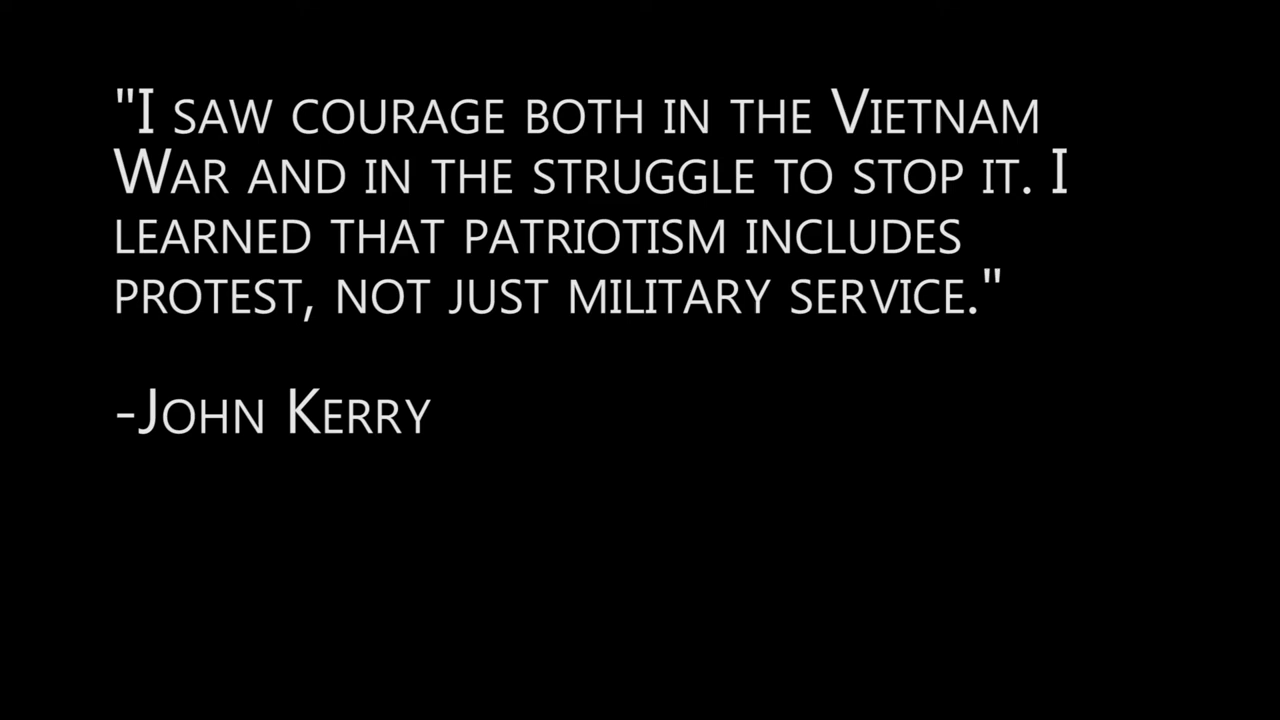 "I saw courage both in the Vietnam
War and in the struggle to stop it. I
learned that patriotism includes
protest, not just military service."
-John Kerry